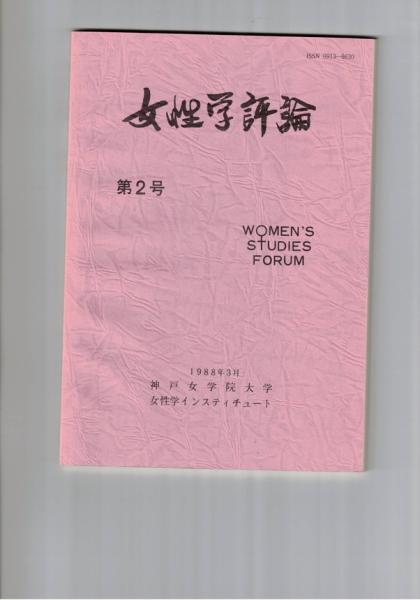 ISSN 0913-6630
女性学評論
第2号
WOMEN'S
STUDIES
FORUM
1988年3月
神戸女学院大学
女性学インスティチュート